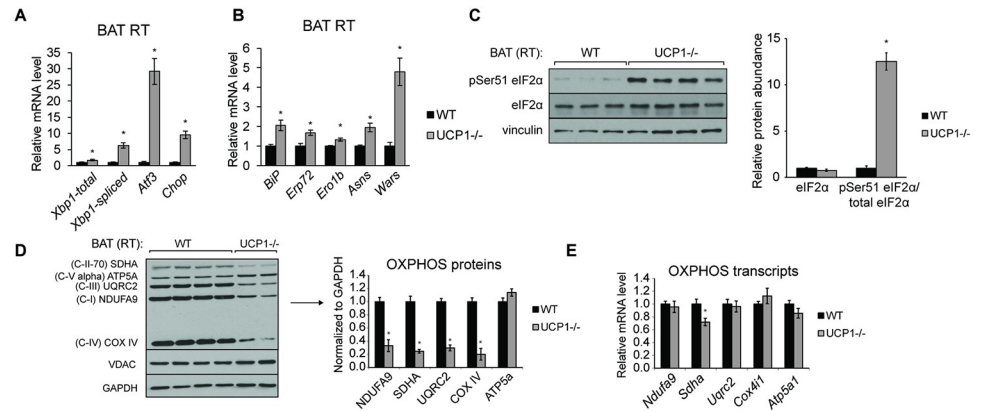 A
BAT RT
Relative mRNA level
35
30
25
20
15
10
5
0
*
*
*
*
Xbp1-total
Xbp1-spliced
Atf3
Chop
B
BAT RT
Relative mRNA level
6
5
4
3
2
1
0
*
*
*
*
*
BiP
Erp72
Ero1b
Asns
Wars
WT
UCP1-/-
C
BAT (RT):
WT
UCP1-/-
pSer51 eIF2α
eIF2α
vinculin
Relative protein abundance
15
10
5
0
*
eIF2α
pSer51 eIF2α/
total eIF2α
WT
UCP1-/-
D
BAT (RT):
WT
UCP1-/-
(C-II-70) SDHA
(C-V alpha) ATP5A
(C-III) UQRC2
(C-I) NDUFA9
(C-IV) COX IV
VDAC
GAPDH
OXPHOS proteins
Normalized to GAPDH
1.4
1.2
1.0
0.8
0.6
0.4
0.2
0.0
*
*
*
*
NDUFA9
SDHA
UQRC2
COX IV
ATP5a
WT
UCP1-/-
E
OXPHOS transcripts
Relative mRNA level
1.4
1.2
1.0
0.8
0.6
0.4
0.2
0.0
*
Ndufa9
Sdha
Uqrc2
Cox4i1
Atp5a1
WT
UCP1-/-